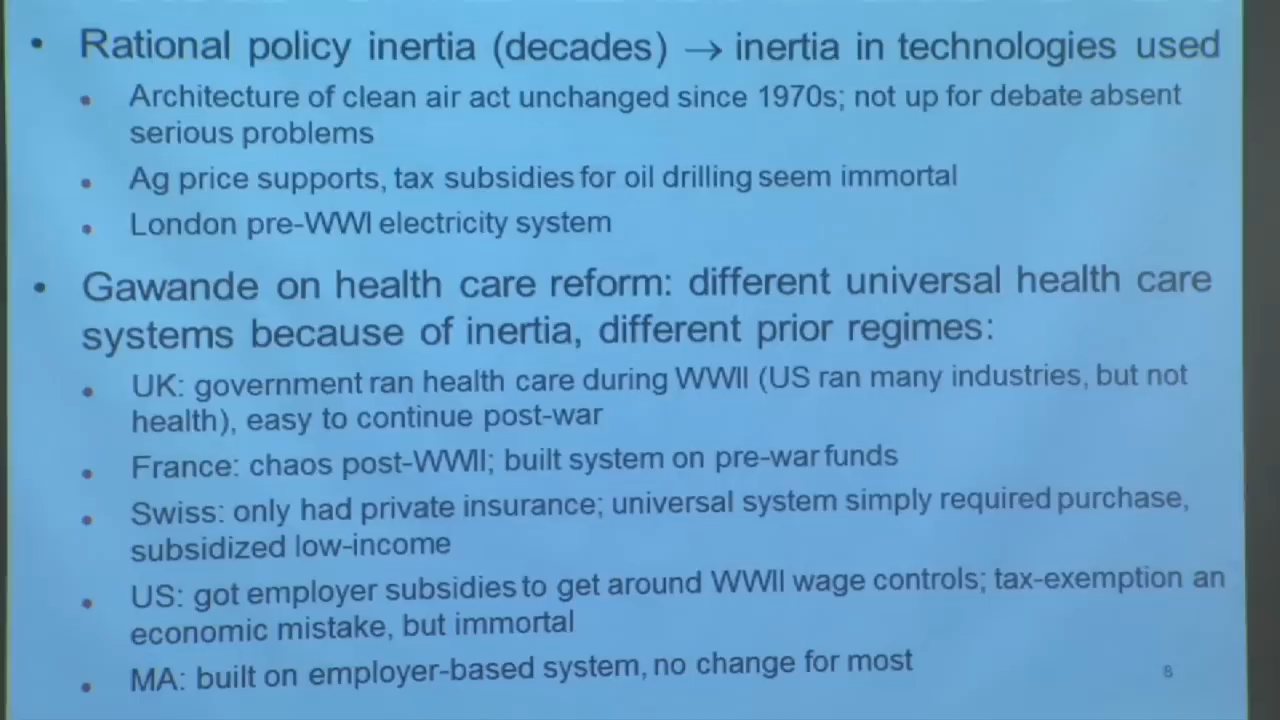 • Rational policy inertia (decades) → inertia in technologies used
• Architecture of clean air act unchanged since 1970s; not up for debate absent
serious problems
• Ag price supports, tax subsidies for oil drilling seem immortal
• London pre-WWI electricity system
• Gawande on health care reform: different universal health care
systems because of inertia, different prior regimes:
• UK: government ran health care during WWII (US ran many industries, but not
health), easy to continue post-war
• France: chaos post-WWII; built system on pre-war funds
• Swiss: only had private insurance; universal system simply required purchase,
subsidized low-income
• US: got employer subsidies to get around WWII wage controls; tax-exemption an
economic mistake, but immortal
• MA: built on employer-based system, no change for most
8